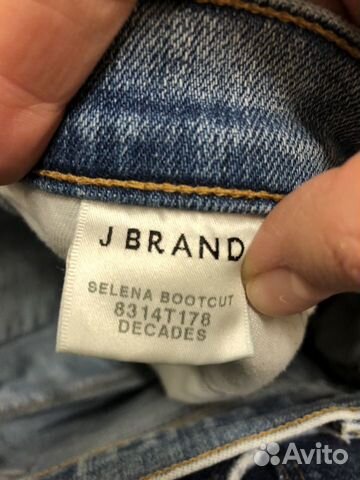 J BRAND
SELENA BOOTCUT
8314T178
DECADES
Avito